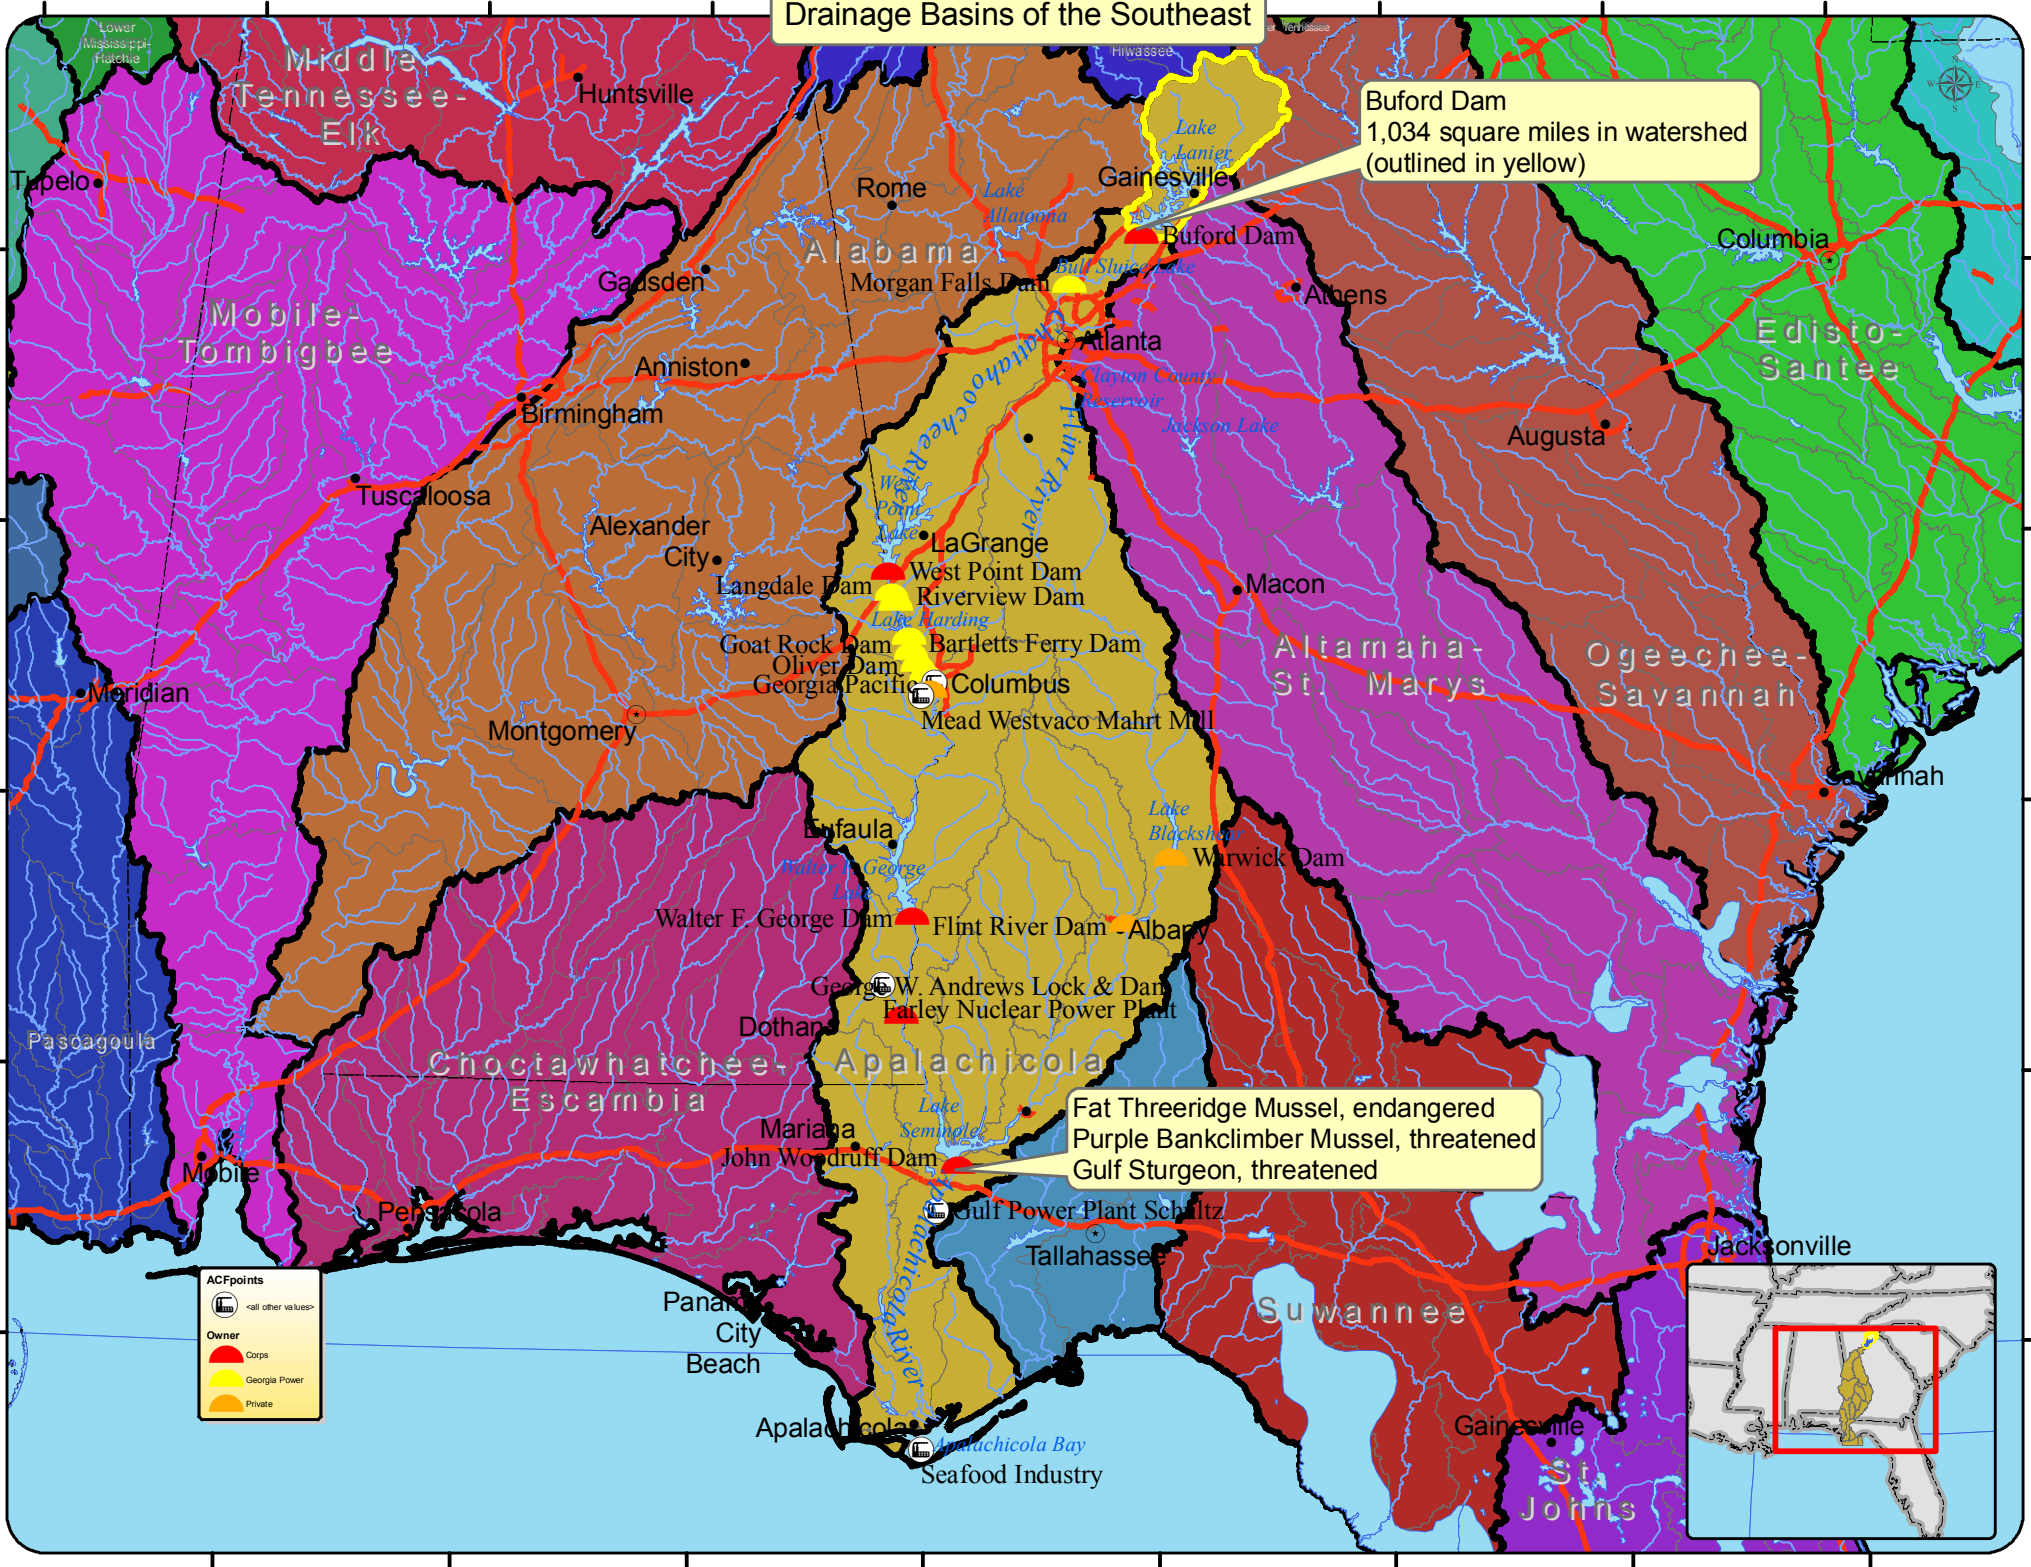 Drainage Basins of the Southeast
Lower
Mississippi-
Hatchie
Middle
Tennessee-
Elk
Huntsville
Hiwassee
Tennessee
N
W E
S
Buford Dam
1,034 square miles in watershed
(outlined in yellow)
Lake
Lanier
Gainesville
Tupelo
Rome
Lake
Allatoona
Alabama
Buford Dam
Columbia
Gadsden
Bull Sluice Lake
Morgan Falls Dam
Athens
Mobile-
Tombigbee
Edisto-
Santee
Chattahoochee River
Atlanta
Anniston
Clayton County
Reservoir
Birmingham
Flint River
Jackson Lake
Augusta
Tuscaloosa
West
Point
Lake
Alexander
City
LaGrange
West Point Dam
Langdale Dam
Riverview Dam
Macon
Lake Harding
Goat Rock Dam
Bartletts Ferry Dam
Oliver Dam
Georgia Pacific
Columbus
Altamaha-
St. Marys
Ogeechee-
Savannah
Meridian
Mead Westvaco Mahrt Mill
Montgomery
Savannah
Lake
Blackshear
Eufaula
Warwick Dam
Walter F. George
Lake
Walter F. George Dam
Flint River Dam
Albany
George W. Andrews Lock & Dam
Farley Nuclear Power Plant
Dothan
Pascagoula
Choctawhatchee-
Escambia
Apalachicola
Lake
Seminole
Fat Threeridge Mussel, endangered
Purple Bankclimber Mussel, threatened
Gulf Sturgeon, threatened
Mariana
John Woodruff Dam
Mobile
Pensacola
Gulf Power Plant Schultz
Tallahassee
Jacksonville
Apalachicola River
Suwannee
Panama
City
Beach
ACFpoints
<all other values>
Owner
Corps
Georgia Power
Private
Apalachicola
Apalachicola Bay
Seafood Industry
Gainesville
St.
Johns